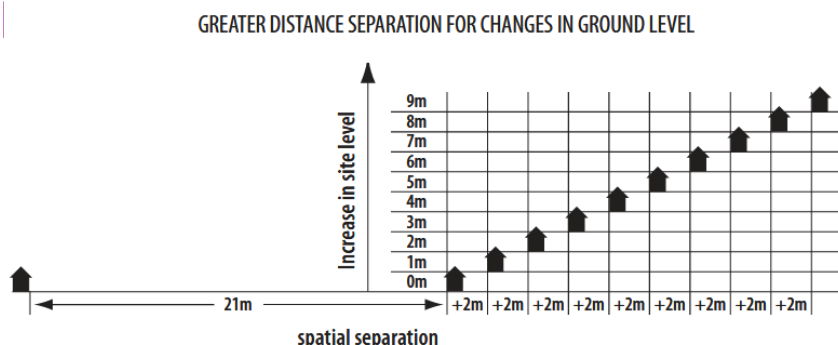 GREATER DISTANCE SEPARATION FOR CHANGES IN GROUND LEVEL
Increase in site level
9m
8m
7m
6m
5m
4m
3m
2m
1m
0m
21m +2m +2m +2m +2m +2m +2m +2m +2m +2m
spatial separation